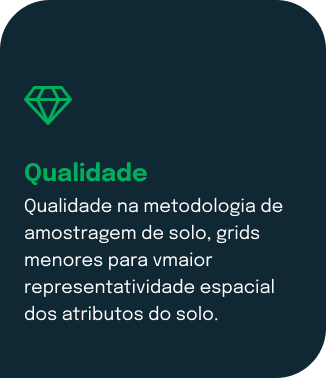 Qualidade
Qualidade na metodologia de
amostragem de solo, grids
menores para vmaior
representatividade espacial
dos atributos do solo.